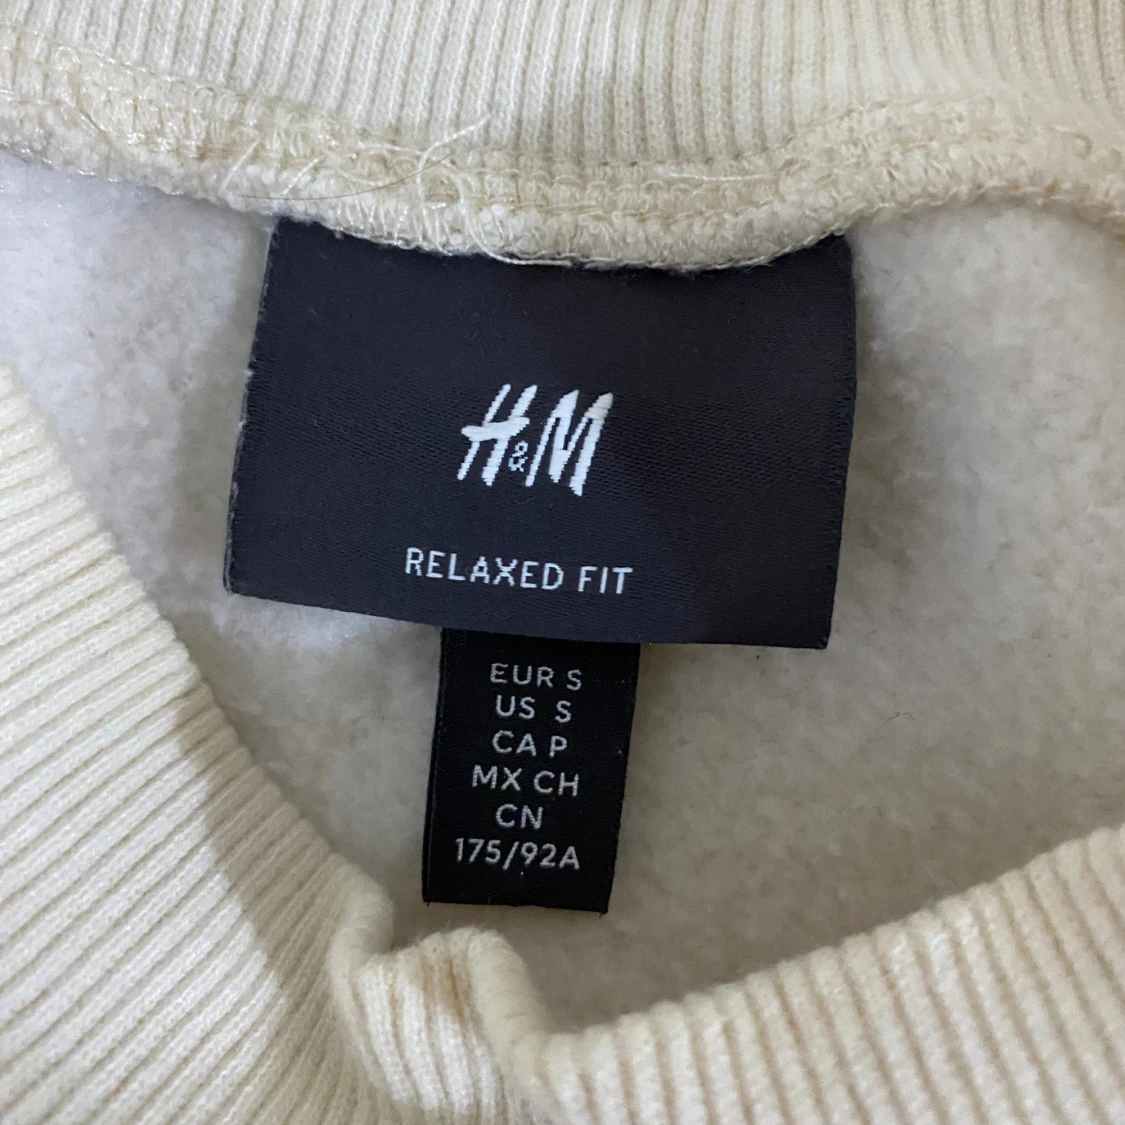 H&M
RELAXED FIT
EUR S
US S
CA P
MX CH
CN
175/92A